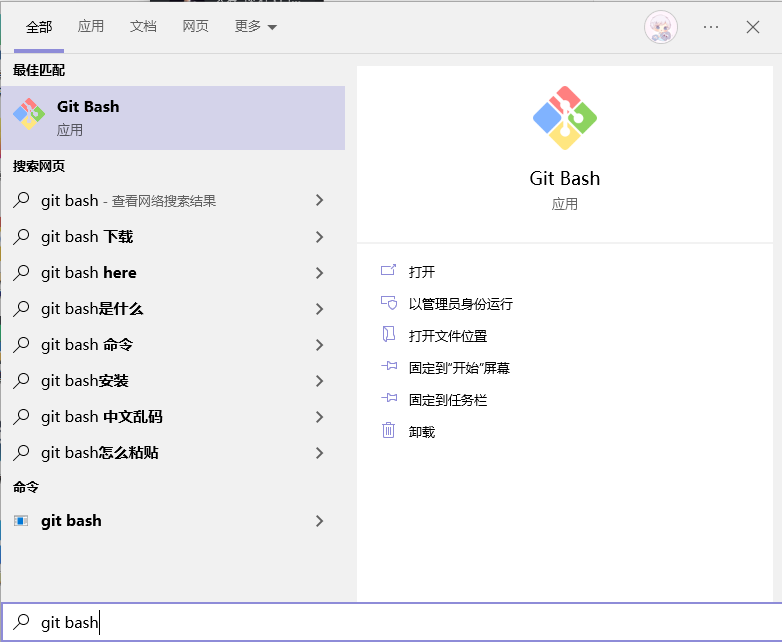 全部 应用 文档 网页 更多
最佳匹配
Git Bash
应用
搜索网页
git bash - 查看网络搜索结果
git bash 下载
git bash here
git bash是什么
git bash 命令
git bash安装
git bash 中文乱码
git bash怎么粘贴
命令
git bash
Git Bash
应用
打开
以管理员身份运行
打开文件位置
固定到"开始"屏幕
固定到任务栏
卸载
git bash